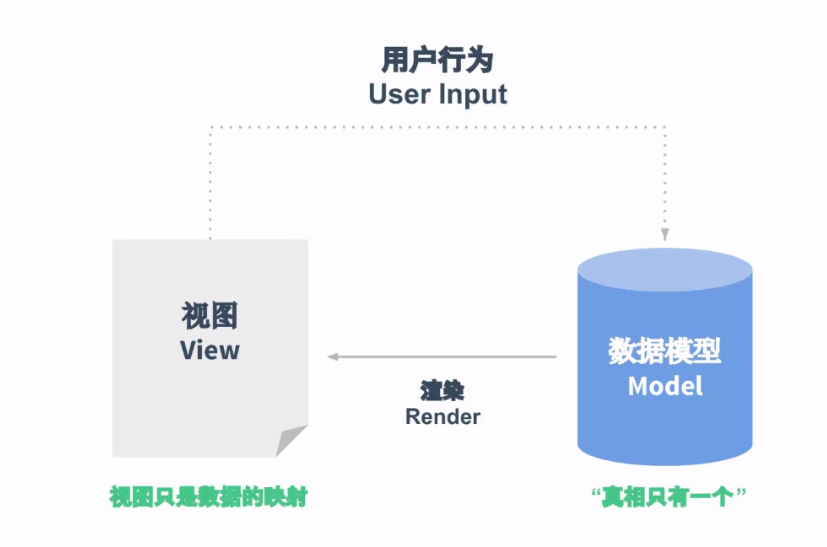 用户行为
User Input
视图
View
数据模型
Model
渲染
Render
视图只是数据的映射
“真相只有一个”